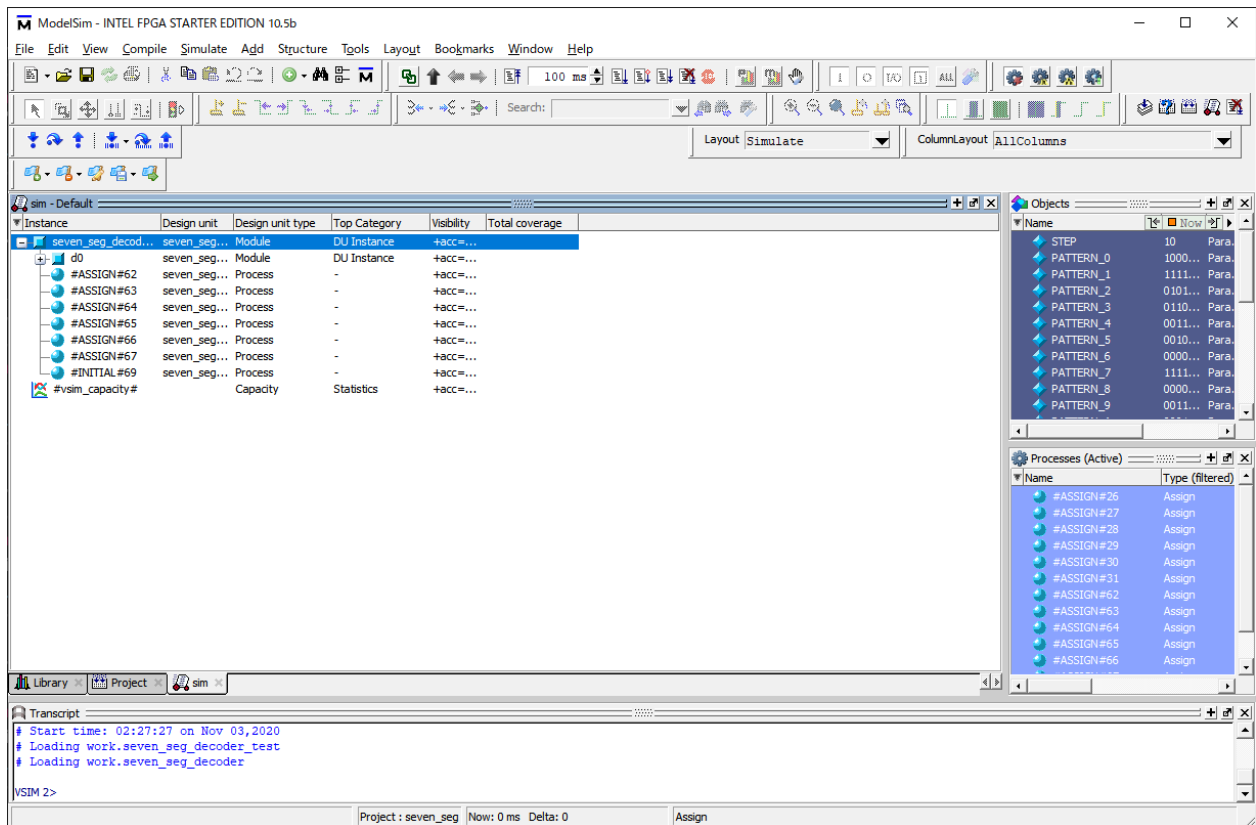 ModelSim - INTEL FPGA STARTER EDITION 10.5b
File Edit View Compile Simulate Add Structure Tools Layout Bookmarks Window Help
100 ms
I O I/O ALL
Search:
Layout Simulate ColumnLayout AllColumns
sim - Default
Instance Design unit Design unit type Top Category Visibility Total coverage
seven_seg_decod... seven_seg... Module DU Instance +acc=...
d0 seven_seg... Module DU Instance +acc=...
#ASSIGN#62 seven_seg... Process - +acc=...
#ASSIGN#63 seven_seg... Process - +acc=...
#ASSIGN#64 seven_seg... Process - +acc=...
#ASSIGN#65 seven_seg... Process - +acc=...
#ASSIGN#66 seven_seg... Process - +acc=...
#ASSIGN#67 seven_seg... Process - +acc=...
#INITIAL#69 seven_seg... Process - +acc=...
#vsim_capacity# Capacity Statistics +acc=...
Objects
Name Now
STEP 10 Para.
PATTERN_0 1000... Para.
PATTERN_1 1111... Para.
PATTERN_2 0101... Para.
PATTERN_3 0110... Para.
PATTERN_4 0011... Para.
PATTERN_5 0010... Para.
PATTERN_6 0000... Para.
PATTERN_7 1111... Para.
PATTERN_8 0000... Para.
PATTERN_9 0011... Para.
Processes (Active)
Name Type (filtered)
#ASSIGN#26 Assign
#ASSIGN#27 Assign
#ASSIGN#28 Assign
#ASSIGN#29 Assign
#ASSIGN#30 Assign
#ASSIGN#31 Assign
#ASSIGN#62 Assign
#ASSIGN#63 Assign
#ASSIGN#64 Assign
#ASSIGN#65 Assign
#ASSIGN#66 Assign
Library Project sim
Transcript
# Start time: 02:27:27 on Nov 03,2020
# Loading work.seven_seg_decoder_test
# Loading work.seven_seg_decoder
VSIM 2>
Project : seven_seg Now: 0 ms Delta: 0 Assign